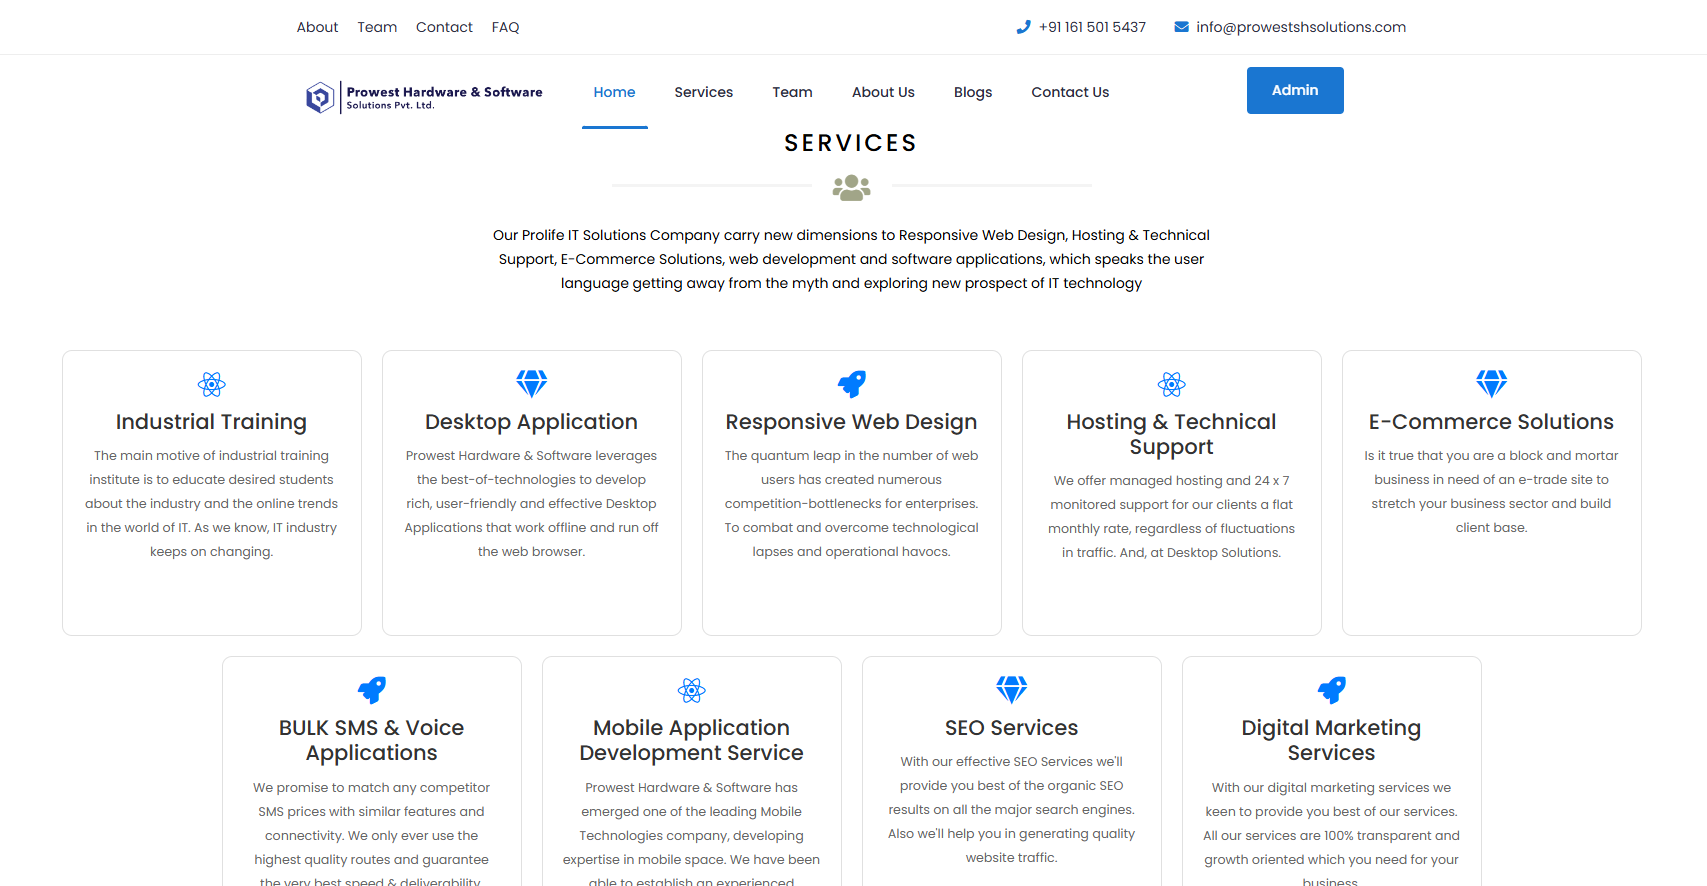 About Team Contact FAQ
+91 161 501 5437 info@prowestshsolutions.com
Prowest Hardware & Software
Solutions Pvt. Ltd.
Home Services Team About Us Blogs Contact Us
Admin
SERVICES
Our Prolife IT Solutions Company carry new dimensions to Responsive Web Design, Hosting & Technical
Support, E-Commerce Solutions, web development and software applications, which speaks the user
language getting away from the myth and exploring new prospect of IT technology
Industrial Training
The main motive of industrial training
institute is to educate desired students
about the industry and the online trends
in the world of IT. As we know, IT industry
keeps on changing.
Desktop Application
Prowest Hardware & Software leverages
the best-of-technologies to develop
rich, user-friendly and effective Desktop
Applications that work offline and run off
the web browser.
Responsive Web Design
The quantum leap in the number of web
users has created numerous
competition-bottlenecks for enterprises.
To combat and overcome technological
lapses and operational havocs.
Hosting & Technical
Support
We offer managed hosting and 24 x 7
monitored support for our clients a flat
monthly rate, regardless of fluctuations
in traffic. And, at Desktop Solutions.
E-Commerce Solutions
Is it true that you are a block and mortar
business in need of an e-trade site to
stretch your business sector and build
client base.
BULK SMS & Voice
Applications
We promise to match any competitor
SMS prices with similar features and
connectivity. We only ever use the
highest quality routes and guarantee
the very best speed & deliverability
Mobile Application
Development Service
Prowest Hardware & Software has
emerged one of the leading Mobile
Technologies company, developing
expertise in mobile space. We have been
able to establish an experienced
SEO Services
With our effective SEO Services we'll
provide you best of the organic SEO
results on all the major search engines.
Also we'll help you in generating quality
website traffic.
Digital Marketing
Services
With our digital marketing services we
keen to provide you best of our services.
All our services are 100% transparent and
growth oriented which you need for your
business.